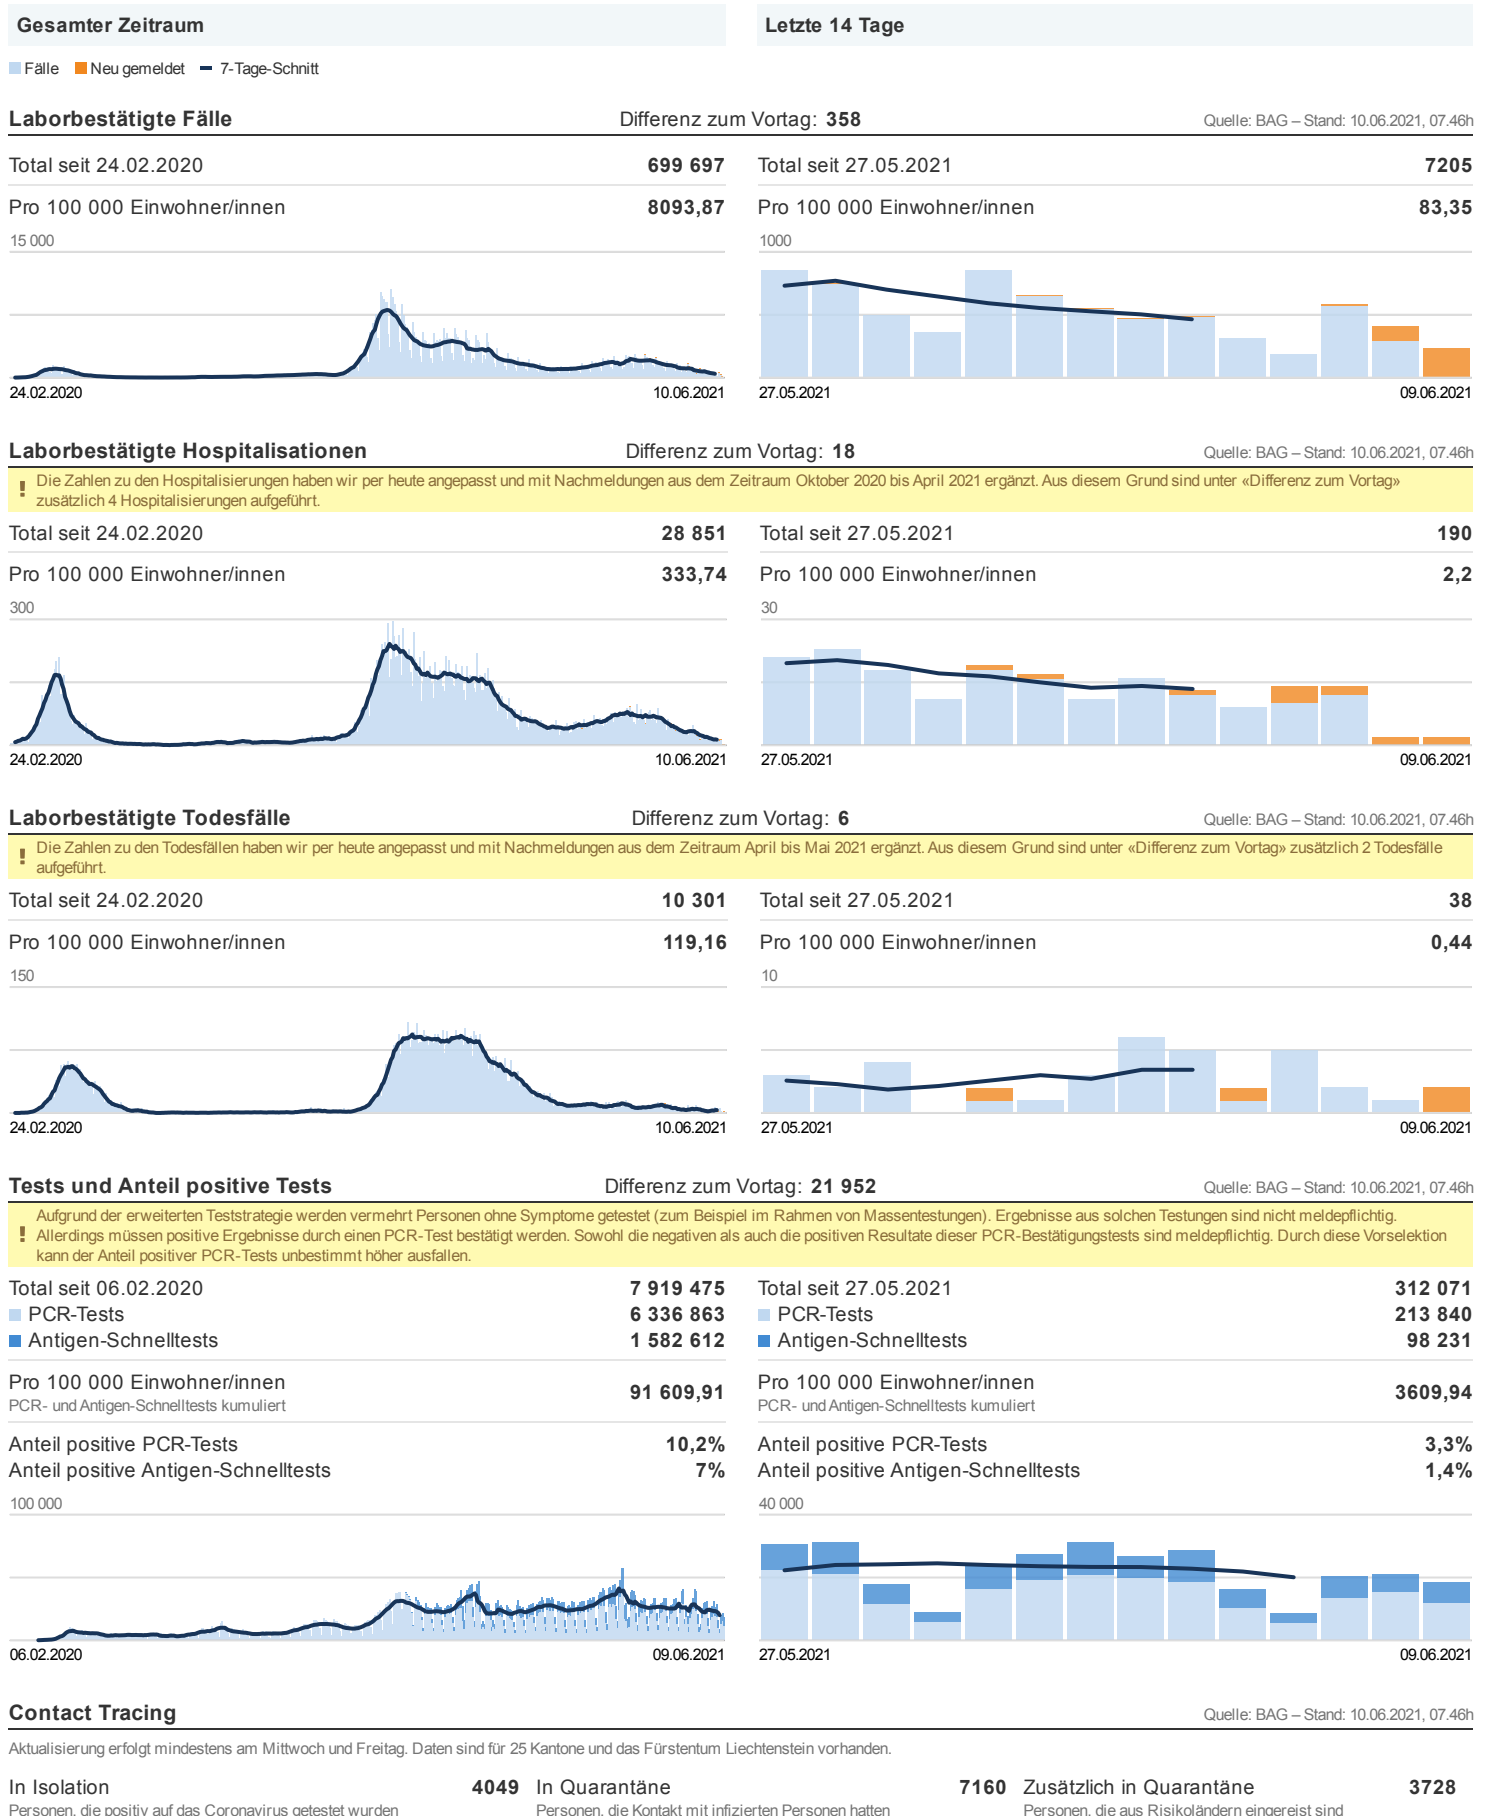 Gesamter Zeitraum
Letzte 14 Tage
Fälle Neu gemeldet 7-Tage-Schnitt
Laborbestätigte Fälle Differenz zum Vortag: 358 Quelle: BAG – Stand: 10.06.2021, 07.46h
Total seit 24.02.2020 699 697
Pro 100 000 Einwohner/innen 8093,87
15 000
24.02.2020 10.06.2021
Total seit 27.05.2021 7205
Pro 100 000 Einwohner/innen 83,35
1000
27.05.2021 09.06.2021
Laborbestätigte Hospitalisationen Differenz zum Vortag: 18 Quelle: BAG – Stand: 10.06.2021, 07.46h
! Die Zahlen zu den Hospitalisierungen haben wir per heute angepasst und mit Nachmeldungen aus dem Zeitraum Oktober 2020 bis April 2021 ergänzt. Aus diesem Grund sind unter «Differenz zum Vortag»
zusätzlich 4 Hospitalisierungen aufgeführt.
Total seit 24.02.2020 28 851
Pro 100 000 Einwohner/innen 333,74
300
24.02.2020 10.06.2021
Total seit 27.05.2021 190
Pro 100 000 Einwohner/innen 2,2
30
27.05.2021 09.06.2021
Laborbestätigte Todesfälle Differenz zum Vortag: 6 Quelle: BAG – Stand: 10.06.2021, 07.46h
! Die Zahlen zu den Todesfällen haben wir per heute angepasst und mit Nachmeldungen aus dem Zeitraum April bis Mai 2021 ergänzt. Aus diesem Grund sind unter «Differenz zum Vortag» zusätzlich 2 Todesfälle
aufgeführt.
Total seit 24.02.2020 10 301
Pro 100 000 Einwohner/innen 119,16
150
24.02.2020 10.06.2021
Total seit 27.05.2021 38
Pro 100 000 Einwohner/innen 0,44
10
27.05.2021 09.06.2021
Tests und Anteil positive Tests Differenz zum Vortag: 21 952 Quelle: BAG – Stand: 10.06.2021, 07.46h
Aufgrund der erweiterten Teststrategie werden vermehrt Personen ohne Symptome getestet (zum Beispiel im Rahmen von Massentestungen). Ergebnisse aus solchen Testungen sind nicht meldepflichtig.
! Allerdings müssen positive Ergebnisse durch einen PCR-Test bestätigt werden. Sowohl die negativen als auch die positiven Resultate dieser PCR-Bestätigungstests sind meldepflichtig. Durch diese Vorselektion
kann der Anteil positiver PCR-Tests unbestimmt höher ausfallen.
Total seit 06.02.2020 7 919 475
PCR-Tests 6 336 863
Antigen-Schnelltests 1 582 612
Pro 100 000 Einwohner/innen 91 609,91
PCR- und Antigen-Schnelltests kumuliert
Anteil positive PCR-Tests 10,2%
Anteil positive Antigen-Schnelltests 7%
100 000
06.02.2020 09.06.2021
Total seit 27.05.2021 312 071
PCR-Tests 213 840
Antigen-Schnelltests 98 231
Pro 100 000 Einwohner/innen 3609,94
PCR- und Antigen-Schnelltests kumuliert
Anteil positive PCR-Tests 3,3%
Anteil positive Antigen-Schnelltests 1,4%
40 000
27.05.2021 09.06.2021
Contact Tracing Quelle: BAG – Stand: 10.06.2021, 07.46h
Aktualisierung erfolgt mindestens am Mittwoch und Freitag. Daten sind für 25 Kantone und das Fürstentum Liechtenstein vorhanden.
In Isolation 4049
Personen, die positiv auf das Coronavirus getestet wurden
In Quarantäne 7160
Personen, die Kontakt mit infizierten Personen hatten
Zusätzlich in Quarantäne 3728
Personen, die aus Risikoländern eingereist sind